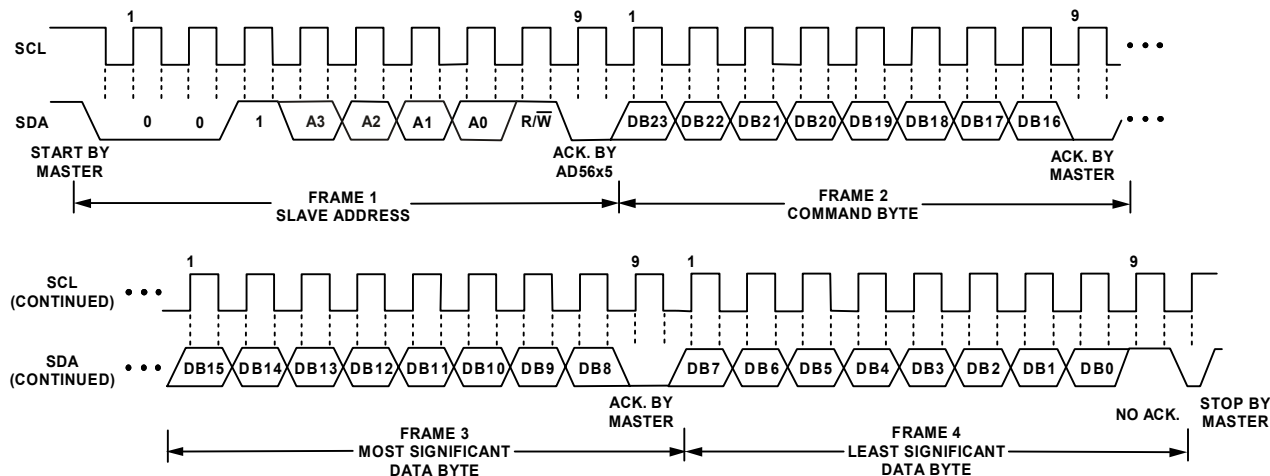 1 9 1 9
SCL
SDA 0 0 1 A3 A2 A1 A0 R/W̅ DB23 DB22 DB21 DB20 DB19 DB18 DB17 DB16
START BY
MASTER
ACK. BY
AD56x5
ACK. BY
MASTER
FRAME 1
SLAVE ADDRESS
FRAME 2
COMMAND BYTE
1 9 1 9
SCL
(CONTINUED)
SDA
(CONTINUED)
DB15 DB14 DB13 DB12 DB11 DB10 DB9 DB8 DB7 DB6 DB5 DB4 DB3 DB2 DB1 DB0
ACK. BY
MASTER
NO ACK.
STOP BY
MASTER
FRAME 3
MOST SIGNIFICANT
DATA BYTE
FRAME 4
LEAST SIGNIFICANT
DATA BYTE